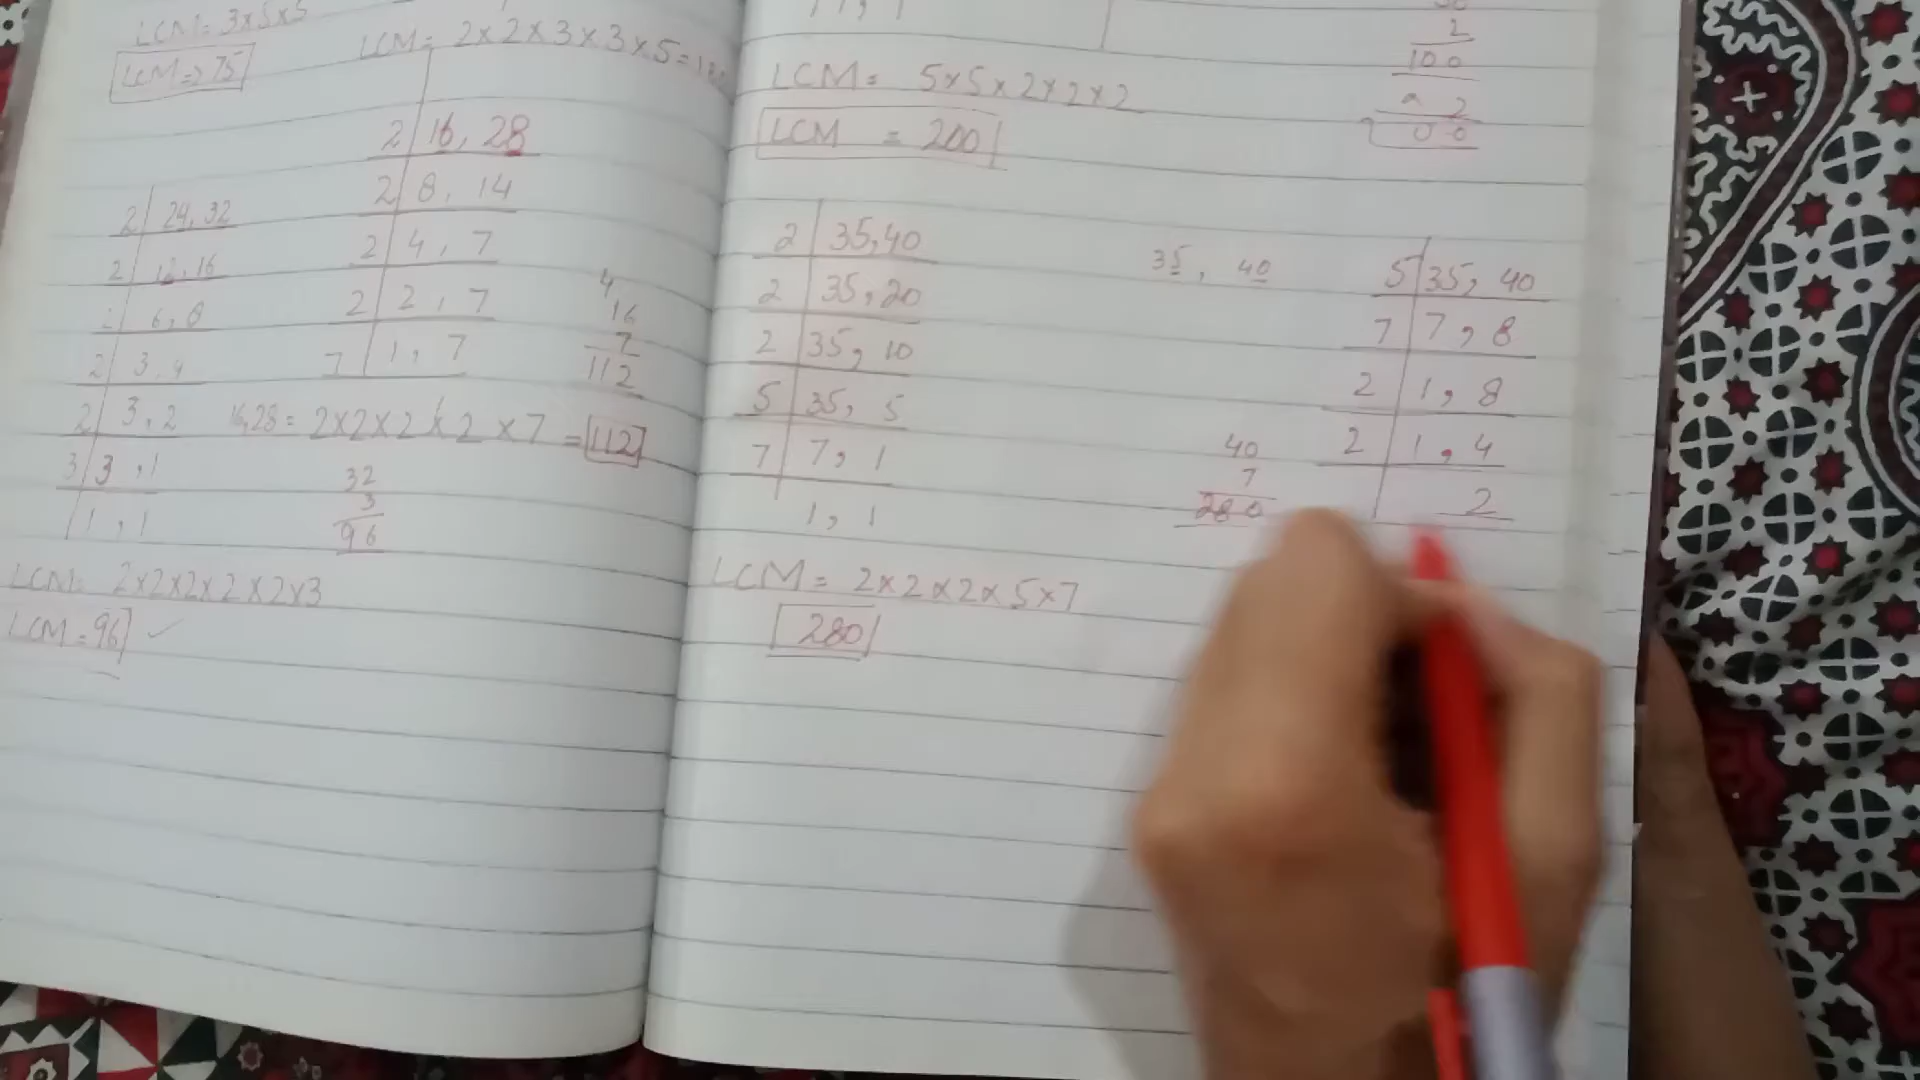 LCM= 3x5x5
LCM=>75
LCM= 2x2x3x3x5=
2 16, 28
2 8, 14
2 4, 7
2 2, 7
7 1, 7
4
16
7
112
16,28= 2x2x2x2x7 = 112
2 24, 32
2 12, 16
2 6, 8
2 3, 4
2 3, 2
3 3, 1
1, 1
32
3
96
LCM= 2x2x2x2x2x3
LCM=96
LCM= 5x5x2x2x2
LCM = 200
2
100
2
00
2 35,40
2 35,20
2 35, 10
5 35, 5
7 7, 1
1, 1
LCM= 2x2x2x5x7
280
35, 40
40
7
280
5 35, 40
7 7, 8
2 1, 8
2 1, 4
2